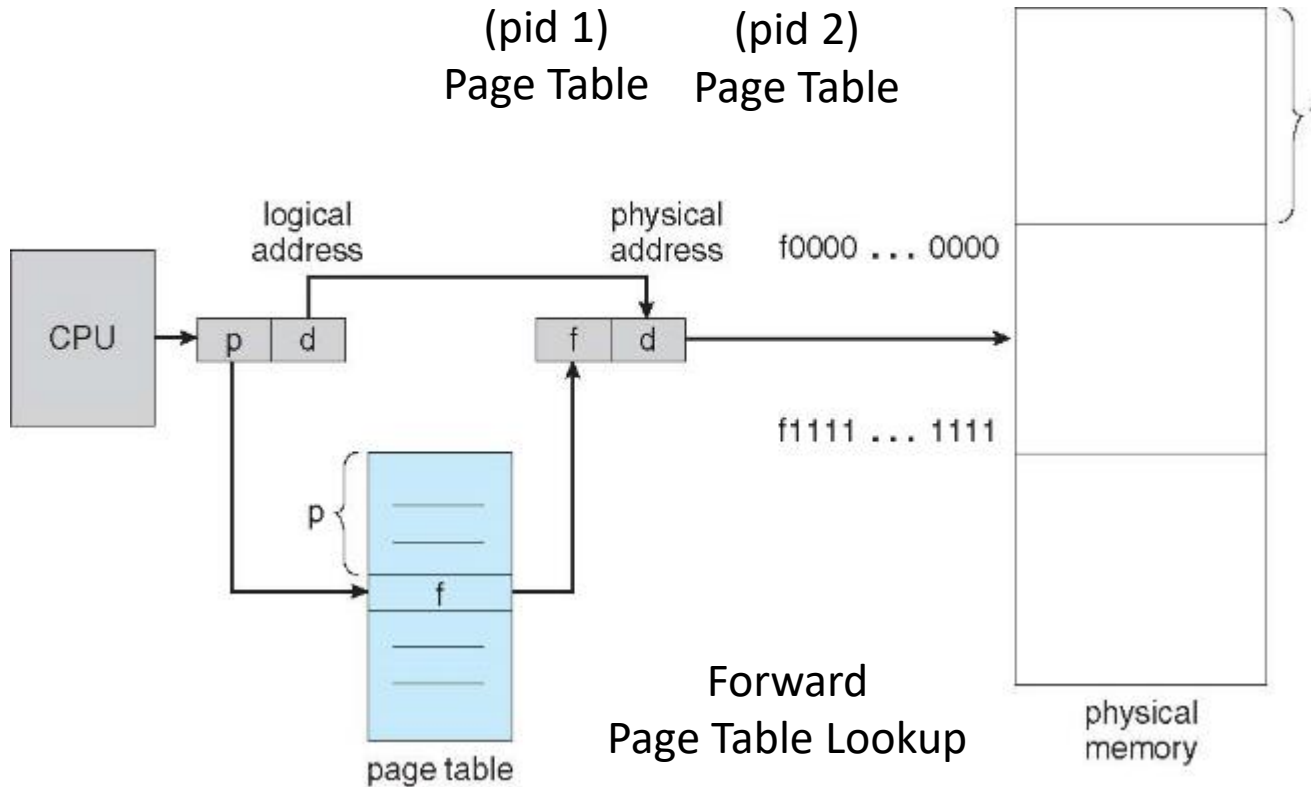 (pid 1)
Page Table
(pid 2)
Page Table
logical
address
physical
address
f0000 ... 0000
CPU
p
d
f
d
f1111 ... 1111
p
f
page table
Forward
Page Table Lookup
physical
memory